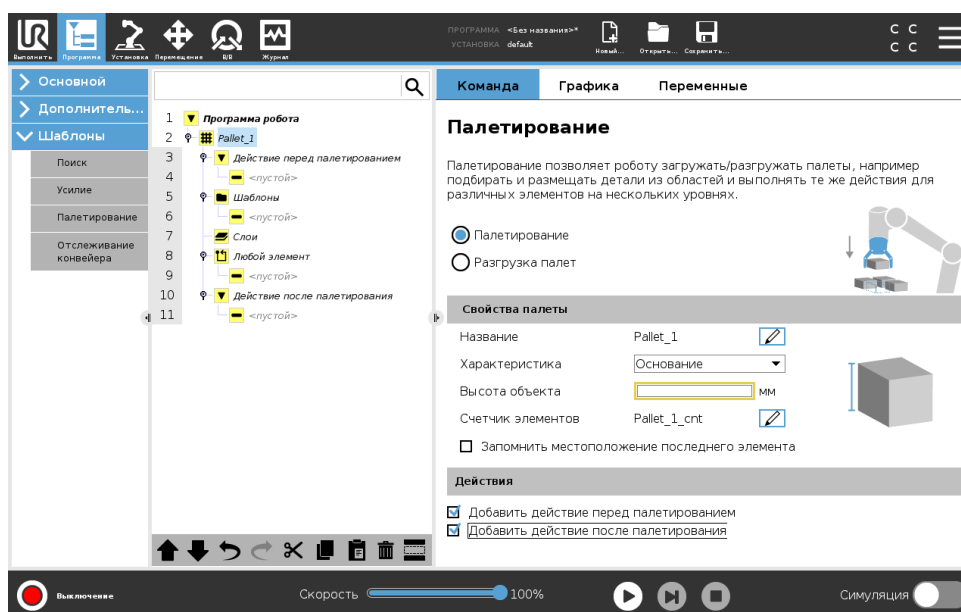 ПРОГРАММА <Без названия>*
УСТАНОВКА default
Выполнить Программа Установка Перемещение В/В Журнал
Новый... Открыть... Сохранить...
C C
C C
Основной
Дополнитель...
Шаблоны
Поиск
Усилие
Палетирование
Отслеживание
конвейера
1 Программа робота
2 Pallet_1
3 Действие перед палетированием
4 <пустой>
5 Шаблоны
6 <пустой>
7 Слои
8 Любой элемент
9 <пустой>
10 Действие после палетирования
11 <пустой>
Команда Графика Переменные
Палетирование
Палетирование позволяет роботу загружать/разгружать палеты, например
подбирать и размещать детали из областей и выполнять те же действия для
различных элементов на нескольких уровнях.
Палетирование
Разгрузка палет
Свойства палеты
Название Pallet_1
Характеристика Основание
Высота объекта мм
Счетчик элементов Pallet_1_cnt
Запомнить местоположение последнего элемента
Действия
Добавить действие перед палетированием
Добавить действие после палетирования
Выключение
Скорость 100%
Симуляция